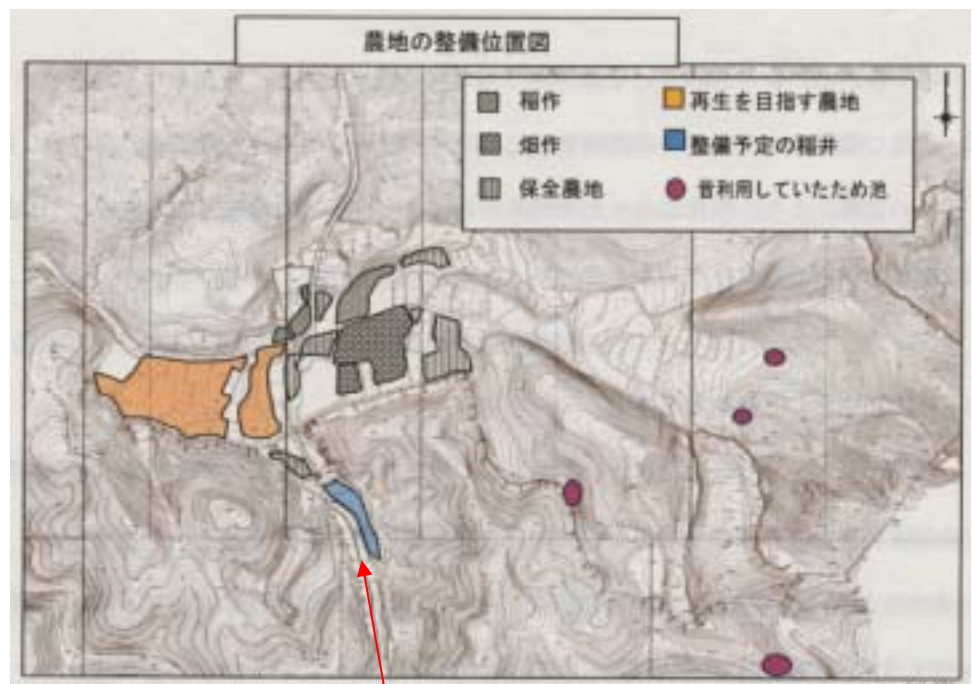 農地の整備位置図
稲作
畑作
保全農地
再生を目指す農地
整備予定の稲井
昔利用していたため池